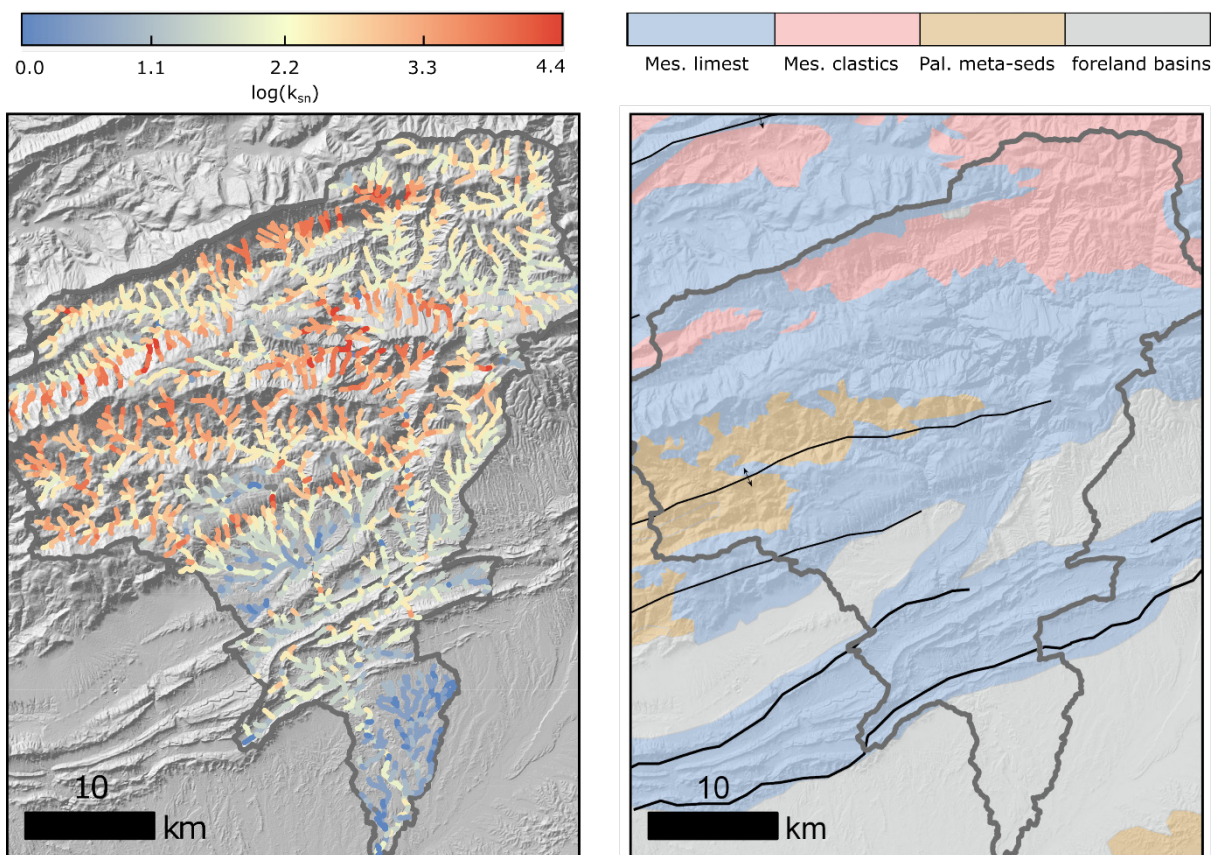 0.0 1.1 2.2 3.3 4.4
log(k_sn)
Mes. limest Mes. clastics Pal. meta-seds foreland basins
10
km
10
km